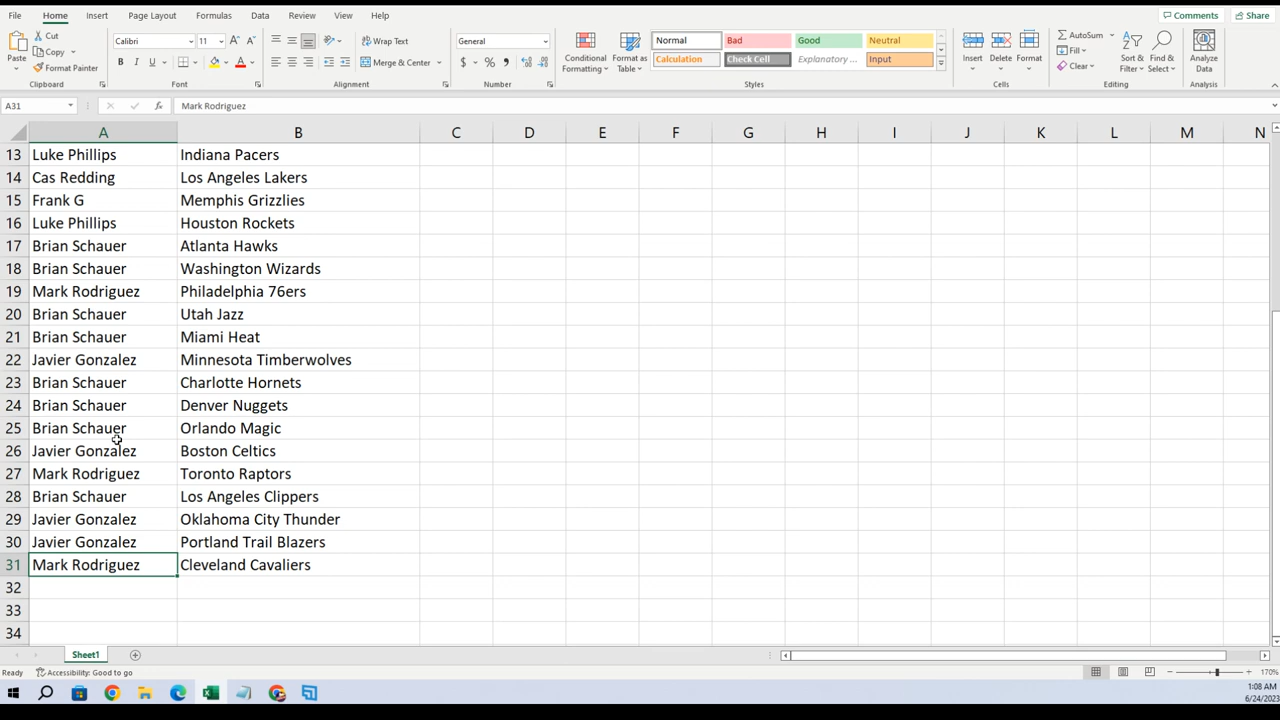 File Home Insert Page Layout Formulas Data Review View Help Comments Share
Paste Cut Copy Format Painter Clipboard
Calibri 11 A A B I U A Font
Wrap Text Merge & Center Alignment
General $ % , Number
Conditional Formatting Format as Table
Normal Bad Good Neutral Calculation Check Cell Explanatory ... Input Styles
Insert Delete Format Cells
AutoSum Fill Clear Sort & Filter Find & Select Editing
Analyze Data Analysis
A31 fx Mark Rodriguez
A B C D E F G H I J K L M N
13 Luke Phillips Indiana Pacers
14 Cas Redding Los Angeles Lakers
15 Frank G Memphis Grizzlies
16 Luke Phillips Houston Rockets
17 Brian Schauer Atlanta Hawks
18 Brian Schauer Washington Wizards
19 Mark Rodriguez Philadelphia 76ers
20 Brian Schauer Utah Jazz
21 Brian Schauer Miami Heat
22 Javier Gonzalez Minnesota Timberwolves
23 Brian Schauer Charlotte Hornets
24 Brian Schauer Denver Nuggets
25 Brian Schauer Orlando Magic
26 Javier Gonzalez Boston Celtics
27 Mark Rodriguez Toronto Raptors
28 Brian Schauer Los Angeles Clippers
29 Javier Gonzalez Oklahoma City Thunder
30 Javier Gonzalez Portland Trail Blazers
31 Mark Rodriguez Cleveland Cavaliers
32
33
34
Sheet1
Ready Accessibility: Good to go 170%
1:08 AM
6/24/2023